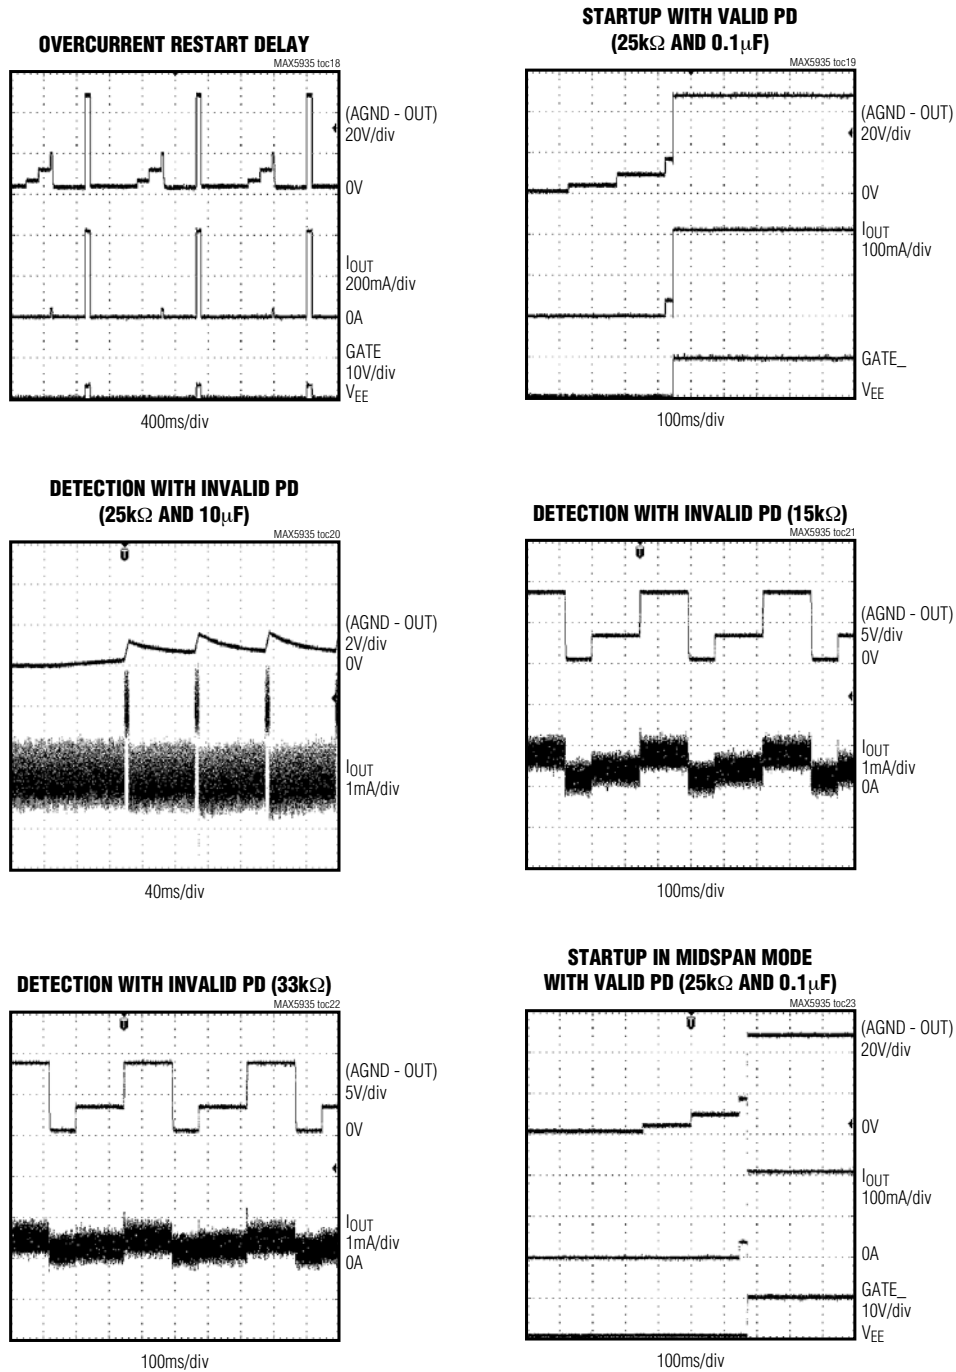 OVERCURRENT RESTART DELAY
MAX5935 toc18
(AGND - OUT)
20V/div
0V
IOUT
200mA/div
0A
GATE
10V/div
VEE
400ms/div
STARTUP WITH VALID PD
(25kΩ AND 0.1μF)
MAX5935 toc19
(AGND - OUT)
20V/div
0V
IOUT
100mA/div
GATE_
VEE
100ms/div
DETECTION WITH INVALID PD
(25kΩ AND 10μF)
MAX5935 toc20
(AGND - OUT)
2V/div
0V
IOUT
1mA/div
40ms/div
DETECTION WITH INVALID PD (15kΩ)
MAX5935 toc21
(AGND - OUT)
5V/div
0V
IOUT
1mA/div
0A
100ms/div
DETECTION WITH INVALID PD (33kΩ)
MAX5935 toc22
(AGND - OUT)
5V/div
0V
IOUT
1mA/div
0A
100ms/div
STARTUP IN MIDSPAN MODE
WITH VALID PD (25kΩ AND 0.1μF)
MAX5935 toc23
(AGND - OUT)
20V/div
0V
IOUT
100mA/div
0A
GATE_
10V/div
VEE
100ms/div